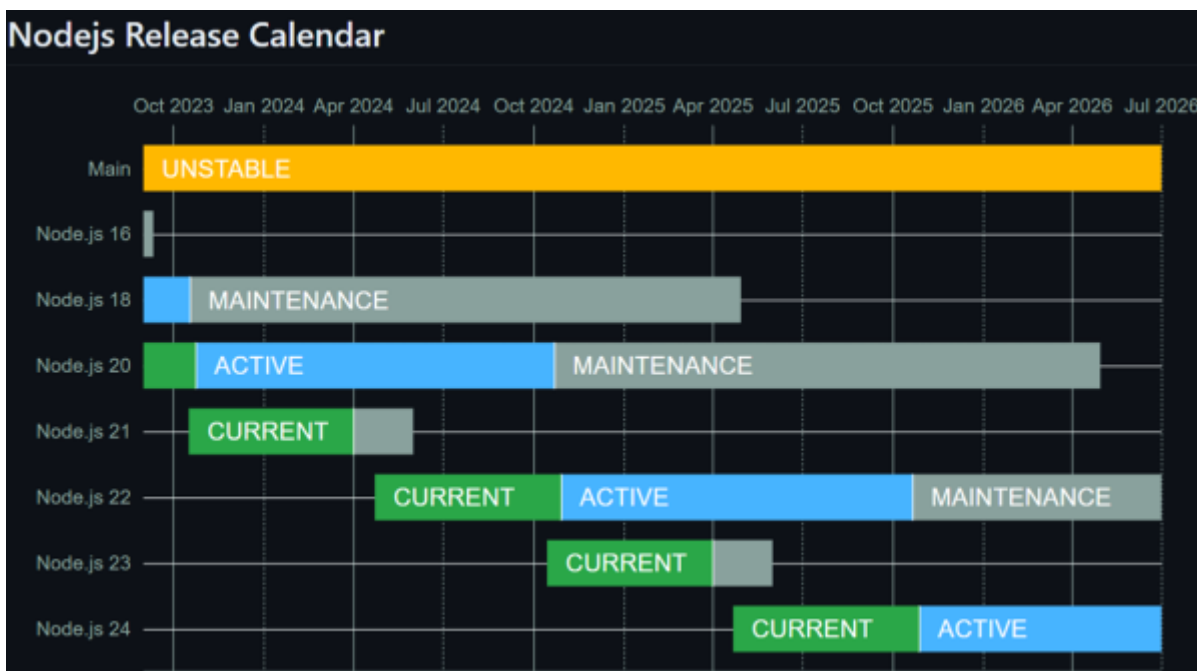 Nodejs Release Calendar
Oct 2023 Jan 2024 Apr 2024 Jul 2024 Oct 2024 Jan 2025 Apr 2025 Jul 2025 Oct 2025 Jan 2026 Apr 2026 Jul 2026
Main UNSTABLE
Node.js 16
Node.js 18 MAINTENANCE
Node.js 20 ACTIVE MAINTENANCE
Node.js 21 CURRENT
Node.js 22 CURRENT ACTIVE MAINTENANCE
Node.js 23 CURRENT
Node.js 24 CURRENT ACTIVE